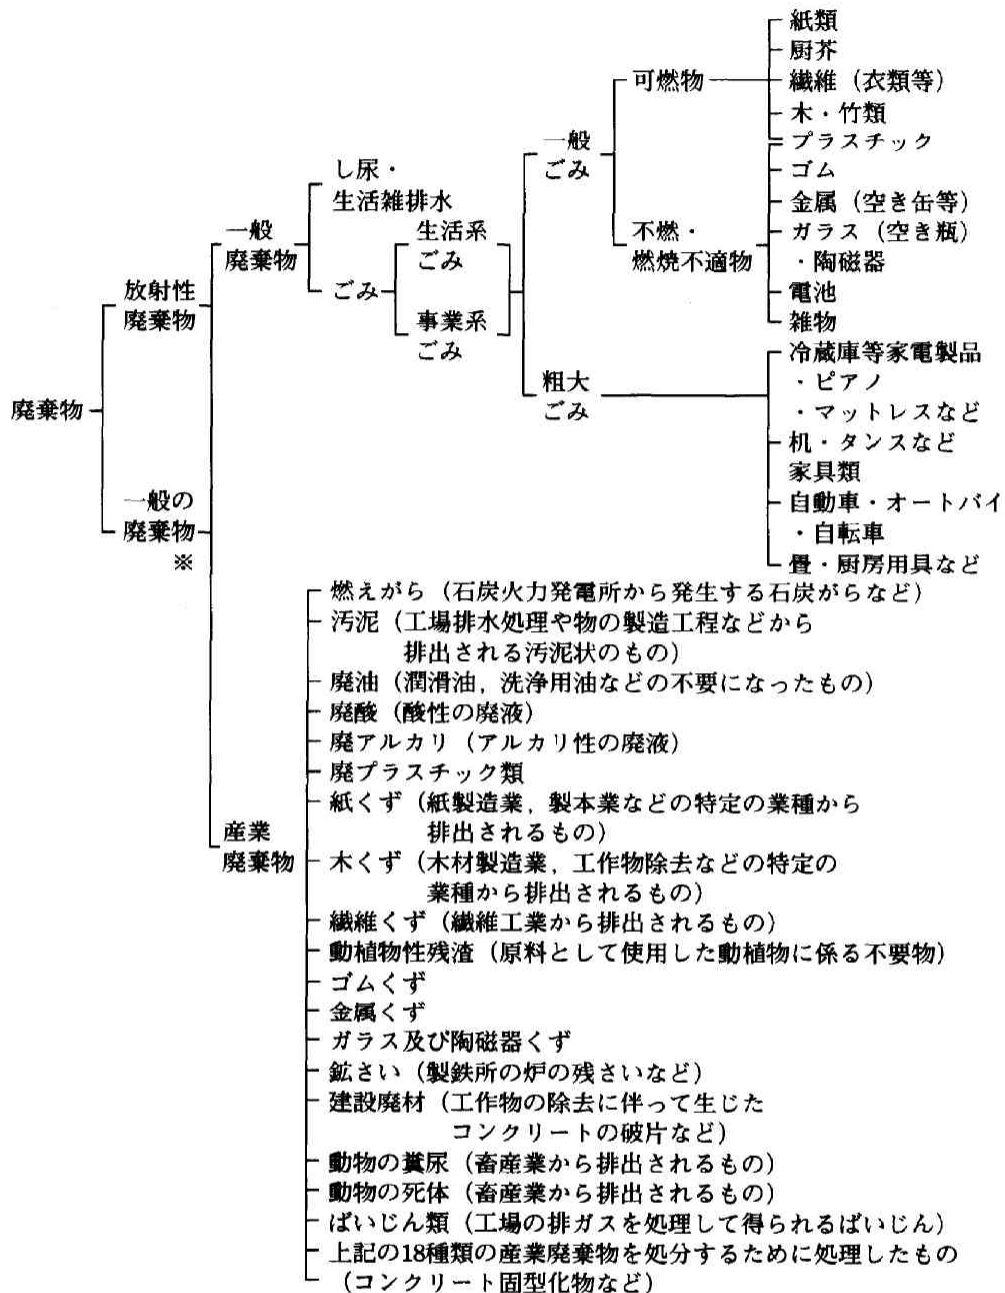 廃棄物
放射性
廃棄物
一般の
廃棄物
※
一般
廃棄物
し尿・
生活雑排水
ごみ
生活系
ごみ
事業系
ごみ
一般
ごみ
可燃物
紙類
厨芥
繊維（衣類等）
木・竹類
プラスチック
不燃・
燃焼不適物
ゴム
金属（空き缶等）
ガラス（空き瓶）
・陶磁器
電池
雑物
粗大
ごみ
冷蔵庫等家電製品
・ピアノ
・マットレスなど
机・タンスなど
家具類
自動車・オートバイ
・自転車
畳・厨房用具など
産業
廃棄物
燃えがら（石炭火力発電所から発生する石炭がらなど）
汚泥（工場排水処理や物の製造工程などから
排出される汚泥状のもの）
廃油（潤滑油，洗浄用油などの不要になったもの）
廃酸（酸性の廃液）
廃アルカリ（アルカリ性の廃液）
廃プラスチック類
紙くず（紙製造業，製本業などの特定の業種から
排出されるもの）
木くず（木材製造業，工作物除去などの特定の
業種から排出されるもの）
繊維くず（繊維工業から排出されるもの）
動植物性残渣（原料として使用した動植物に係る不要物）
ゴムくず
金属くず
ガラス及び陶磁器くず
鉱さい（製鉄所の炉の残さいなど）
建設廃材（工作物の除去に伴って生じた
コンクリートの破片など）
動物の糞尿（畜産業から排出されるもの）
動物の死体（畜産業から排出されるもの）
ばいじん類（工場の排ガスを処理して得られるばいじん）
上記の18種類の産業廃棄物を処分するために処理したもの
（コンクリート固型化物など）